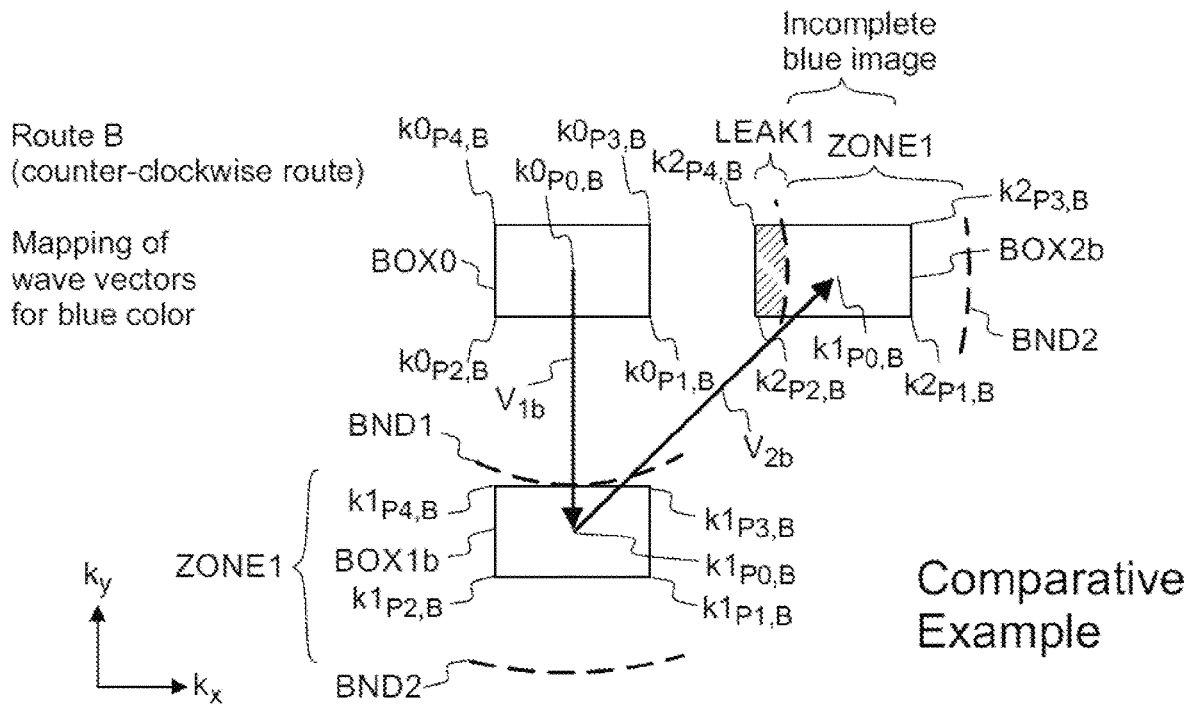 Incomplete
blue image
Route B
(counter-clockwise route)
Mapping of
wave vectors
for blue color
k0P4,B
k0P3,B
k0P0,B
LEAK1
ZONE1
k2P4,B
k2P3,B
BOX0
BOX2b
BND2
k0P2,B
k0P1,B
k2P2,B
k1P0,B
k2P1,B
V1b
V2b
BND1
k1P4,B
k1P3,B
ZONE1
BOX1b
k1P0,B
k1P2,B
k1P1,B
BND2
ky
kx
Comparative
Example